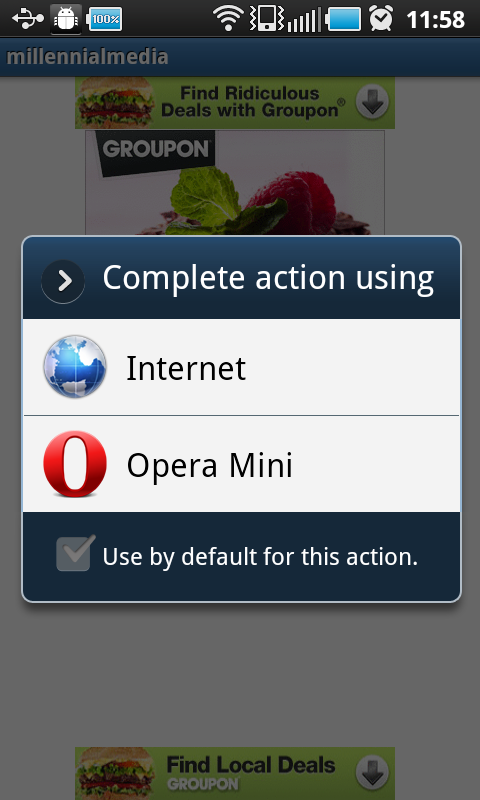 100%
11:58
millennialmedia
Find Ridiculous
Deals with Groupon®
GROUPON
Complete action using
Internet
Opera Mini
Use by default for this action.
Find Local Deals
GROUPON